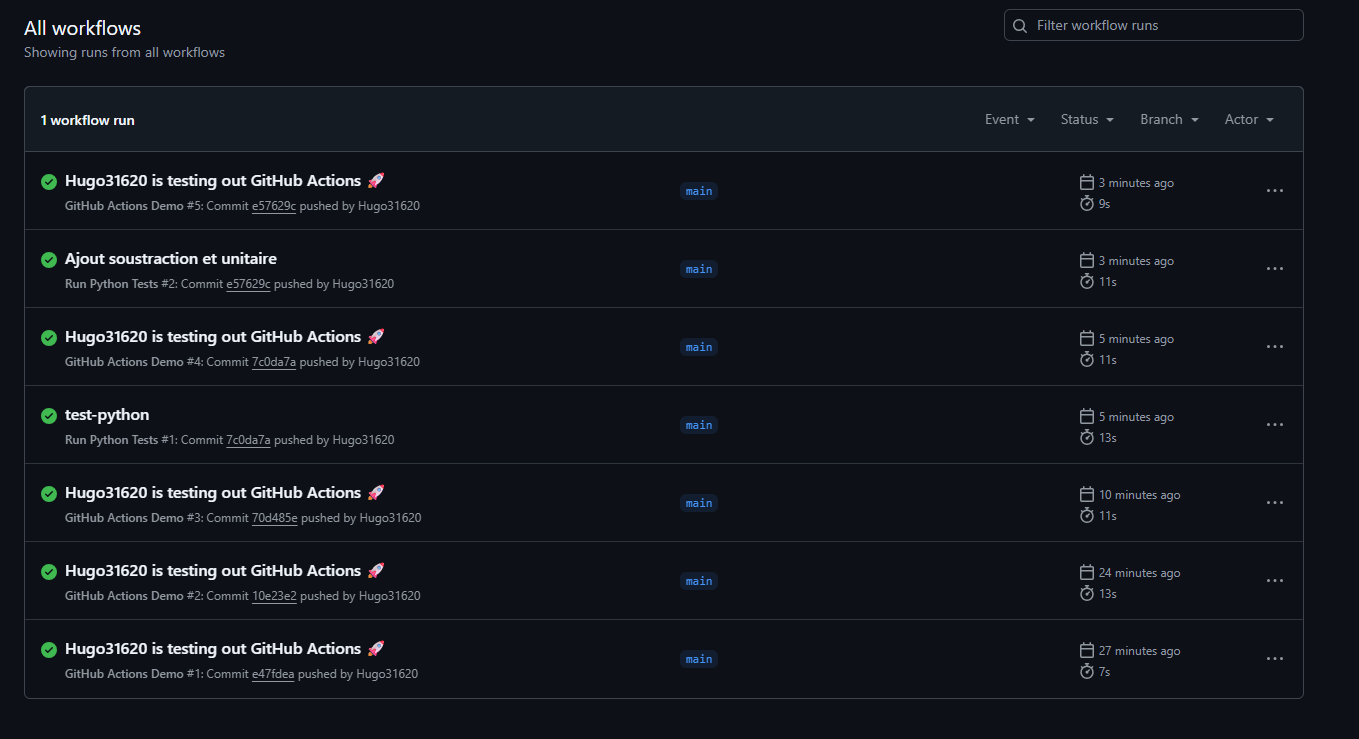 All workflows
Showing runs from all workflows
Filter workflow runs
1 workflow run
Event
Status
Branch
Actor
Hugo31620 is testing out GitHub Actions 🚀
GitHub Actions Demo #5: Commit e57629c pushed by Hugo31620
main
3 minutes ago
9s
Ajout soustraction et unitaire
Run Python Tests #2: Commit e57629c pushed by Hugo31620
main
3 minutes ago
11s
Hugo31620 is testing out GitHub Actions 🚀
GitHub Actions Demo #4: Commit 7c0da7a pushed by Hugo31620
main
5 minutes ago
11s
test-python
Run Python Tests #1: Commit 7c0da7a pushed by Hugo31620
main
5 minutes ago
13s
Hugo31620 is testing out GitHub Actions 🚀
GitHub Actions Demo #3: Commit 70d485e pushed by Hugo31620
main
10 minutes ago
11s
Hugo31620 is testing out GitHub Actions 🚀
GitHub Actions Demo #2: Commit 10e23e2 pushed by Hugo31620
main
24 minutes ago
13s
Hugo31620 is testing out GitHub Actions 🚀
GitHub Actions Demo #1: Commit e47fdea pushed by Hugo31620
main
27 minutes ago
7s